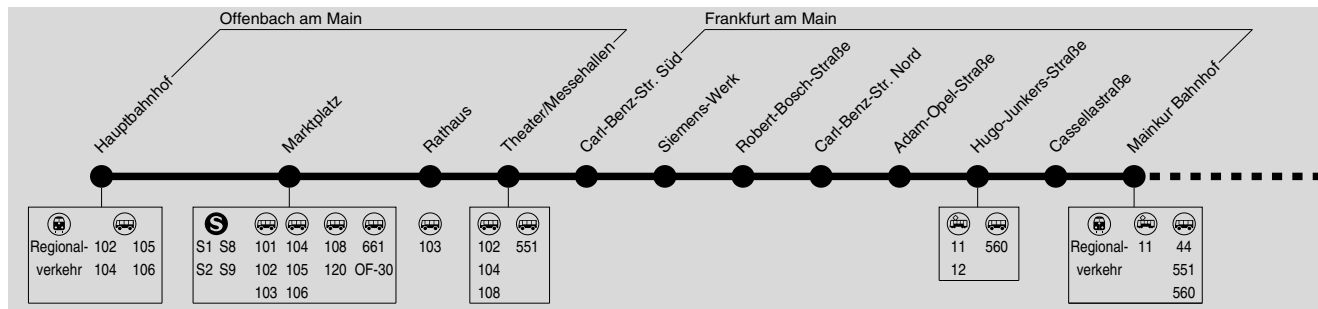 Offenbach am Main
Frankfurt am Main
Hauptbahnhof
Marktplatz
Rathaus
Theater/Messehallen
Carl-Benz-Str. Süd
Siemens-Werk
Robert-Bosch-Straße
Carl-Benz-Str. Nord
Adam-Opel-Straße
Hugo-Junkers-Straße
Cassellastraße
Mainkur Bahnhof
Regional- 102 105
verkehr 104 106
S
S1 S8 101 104 108 661
S2 S9 102 105 120 OF-30
103 106
103
102 551
104
108
11 560
12
Regional- 11 44
verkehr 551
560